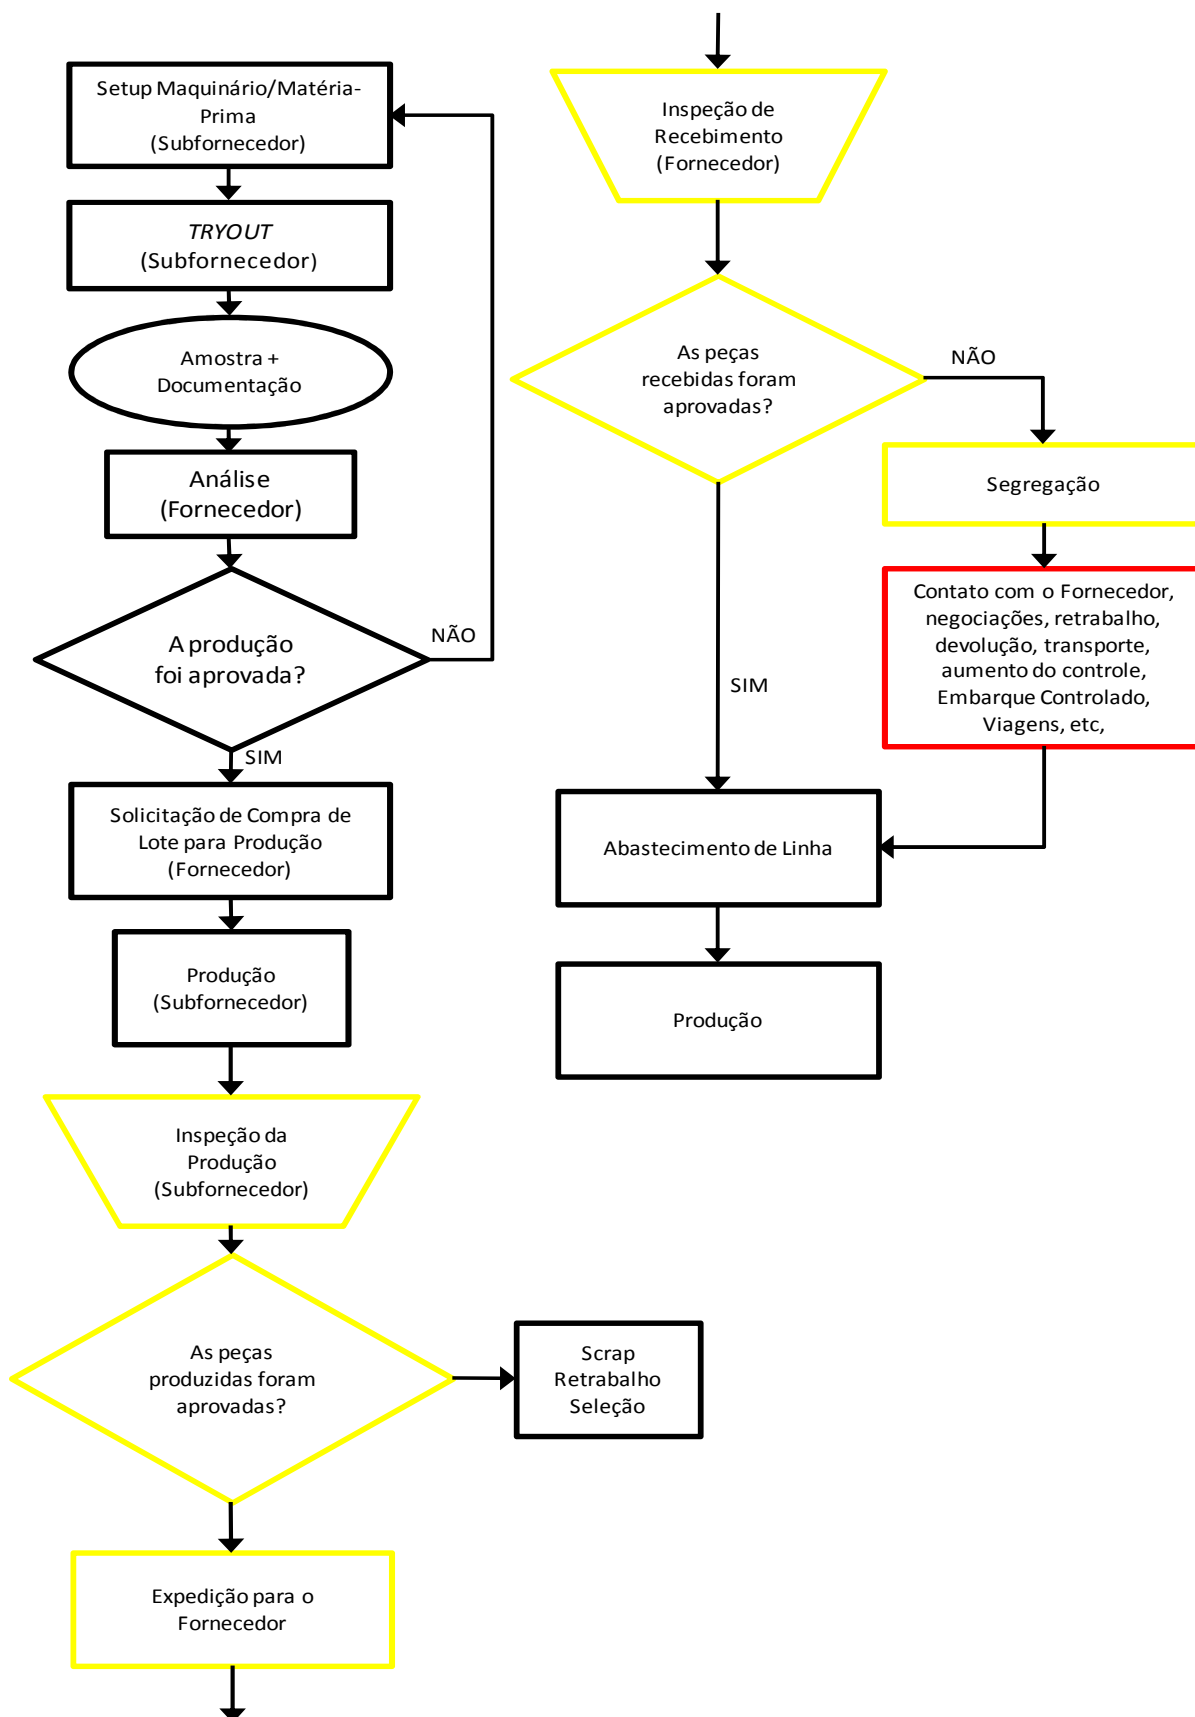 Setup Maquinário/Matéria-
Prima
(Subfornecedor)
TRYOUT
(Subfornecedor)
Amostra +
Documentação
Análise
(Fornecedor)
A produção
foi aprovada?
NÃO
SIM
Solicitação de Compra de
Lote para Produção
(Fornecedor)
Produção
(Subfornecedor)
Inspeção da
Produção
(Subfornecedor)
As peças
produzidas foram
aprovadas?
Scrap
Retrabalho
Seleção
Expedição para o
Fornecedor
Inspeção de
Recebimento
(Fornecedor)
As peças
recebidas foram
aprovadas?
NÃO
Segregação
Contato com o Fornecedor,
negociações, retrabalho,
devolução, transporte,
aumento do controle,
Embarque Controlado,
Viagens, etc,
SIM
Abastecimento de Linha
Produção